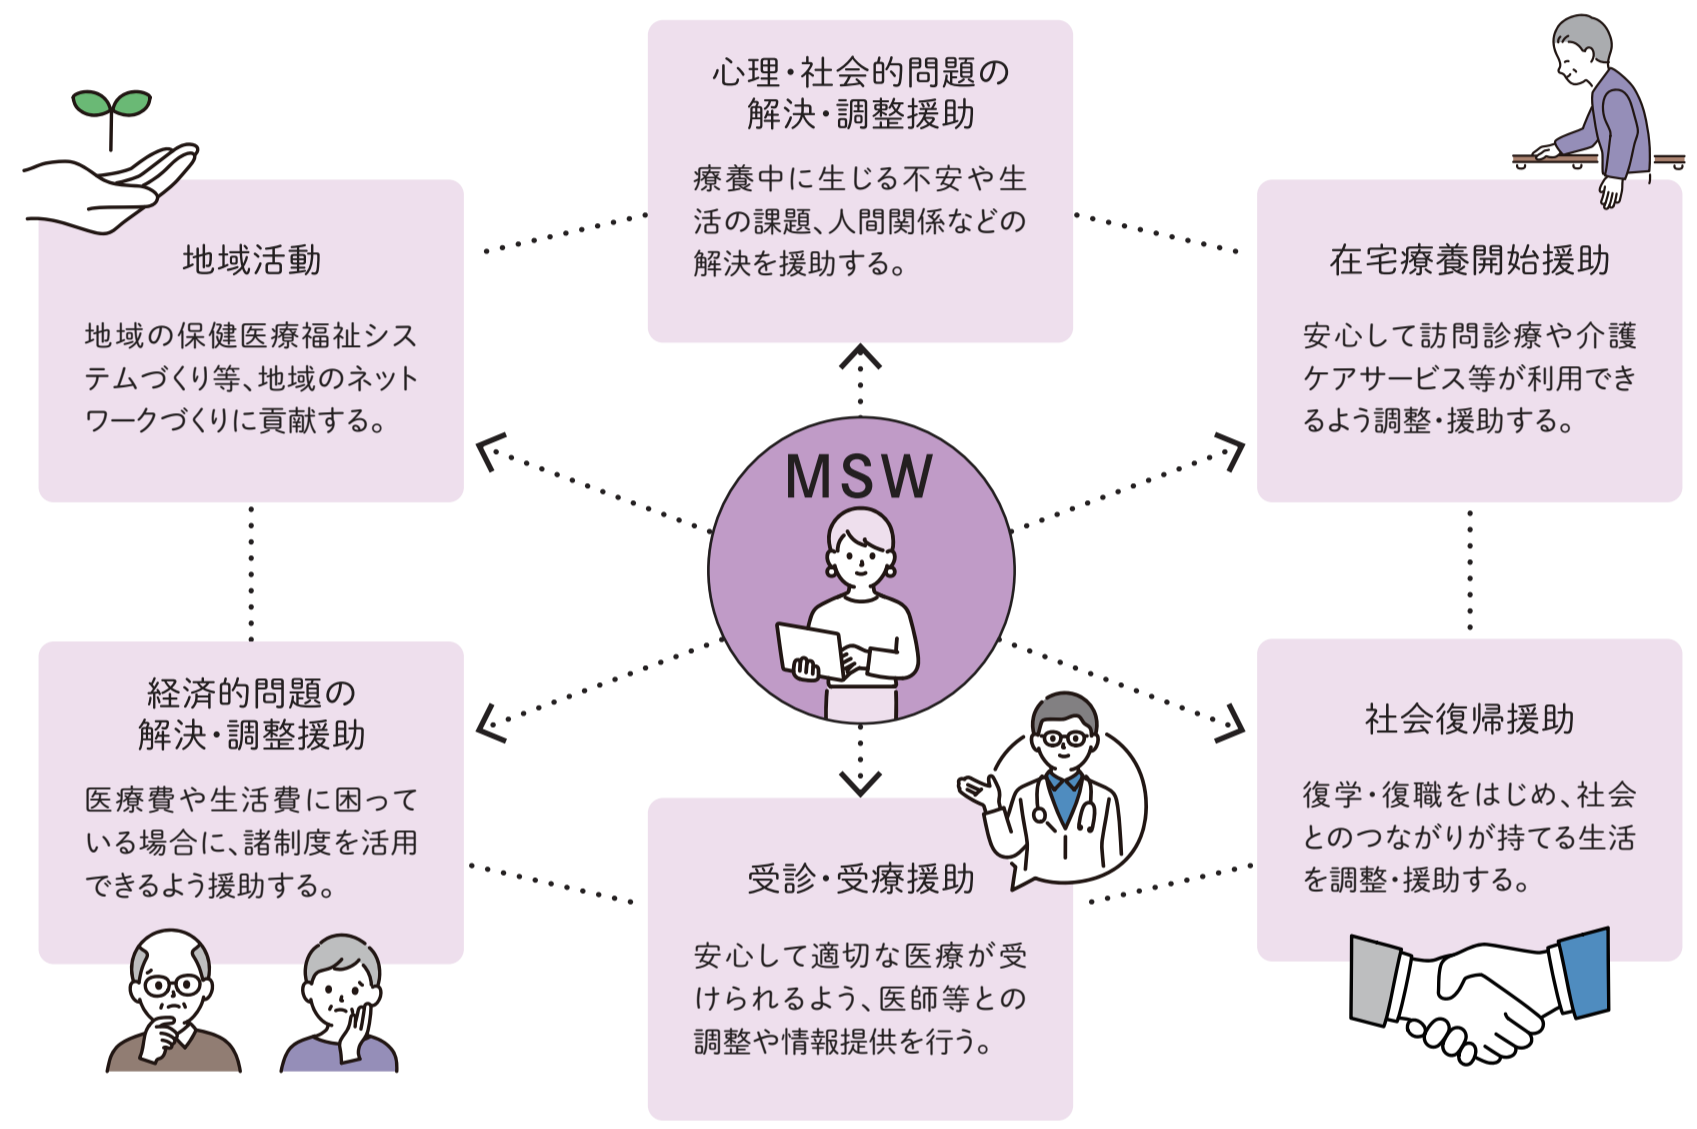 心理・社会的問題の
解決・調整援助
療養中に生じる不安や生
活の課題、人間関係などの
解決を援助する。
地域活動
地域の保健医療福祉シス
テムづくり等、地域のネット
ワークづくりに貢献する。
在宅療養開始援助
安心して訪問診療や介護
ケアサービス等が利用でき
るよう調整・援助する。
MSW
経済的問題の
解決・調整援助
医療費や生活費に困って
いる場合に、諸制度を活用
できるよう援助する。
社会復帰援助
復学・復職をはじめ、社会
とのつながりが持てる生活
を調整・援助する。
受診・受療援助
安心して適切な医療が受
けられるよう、医師等との
調整や情報提供を行う。